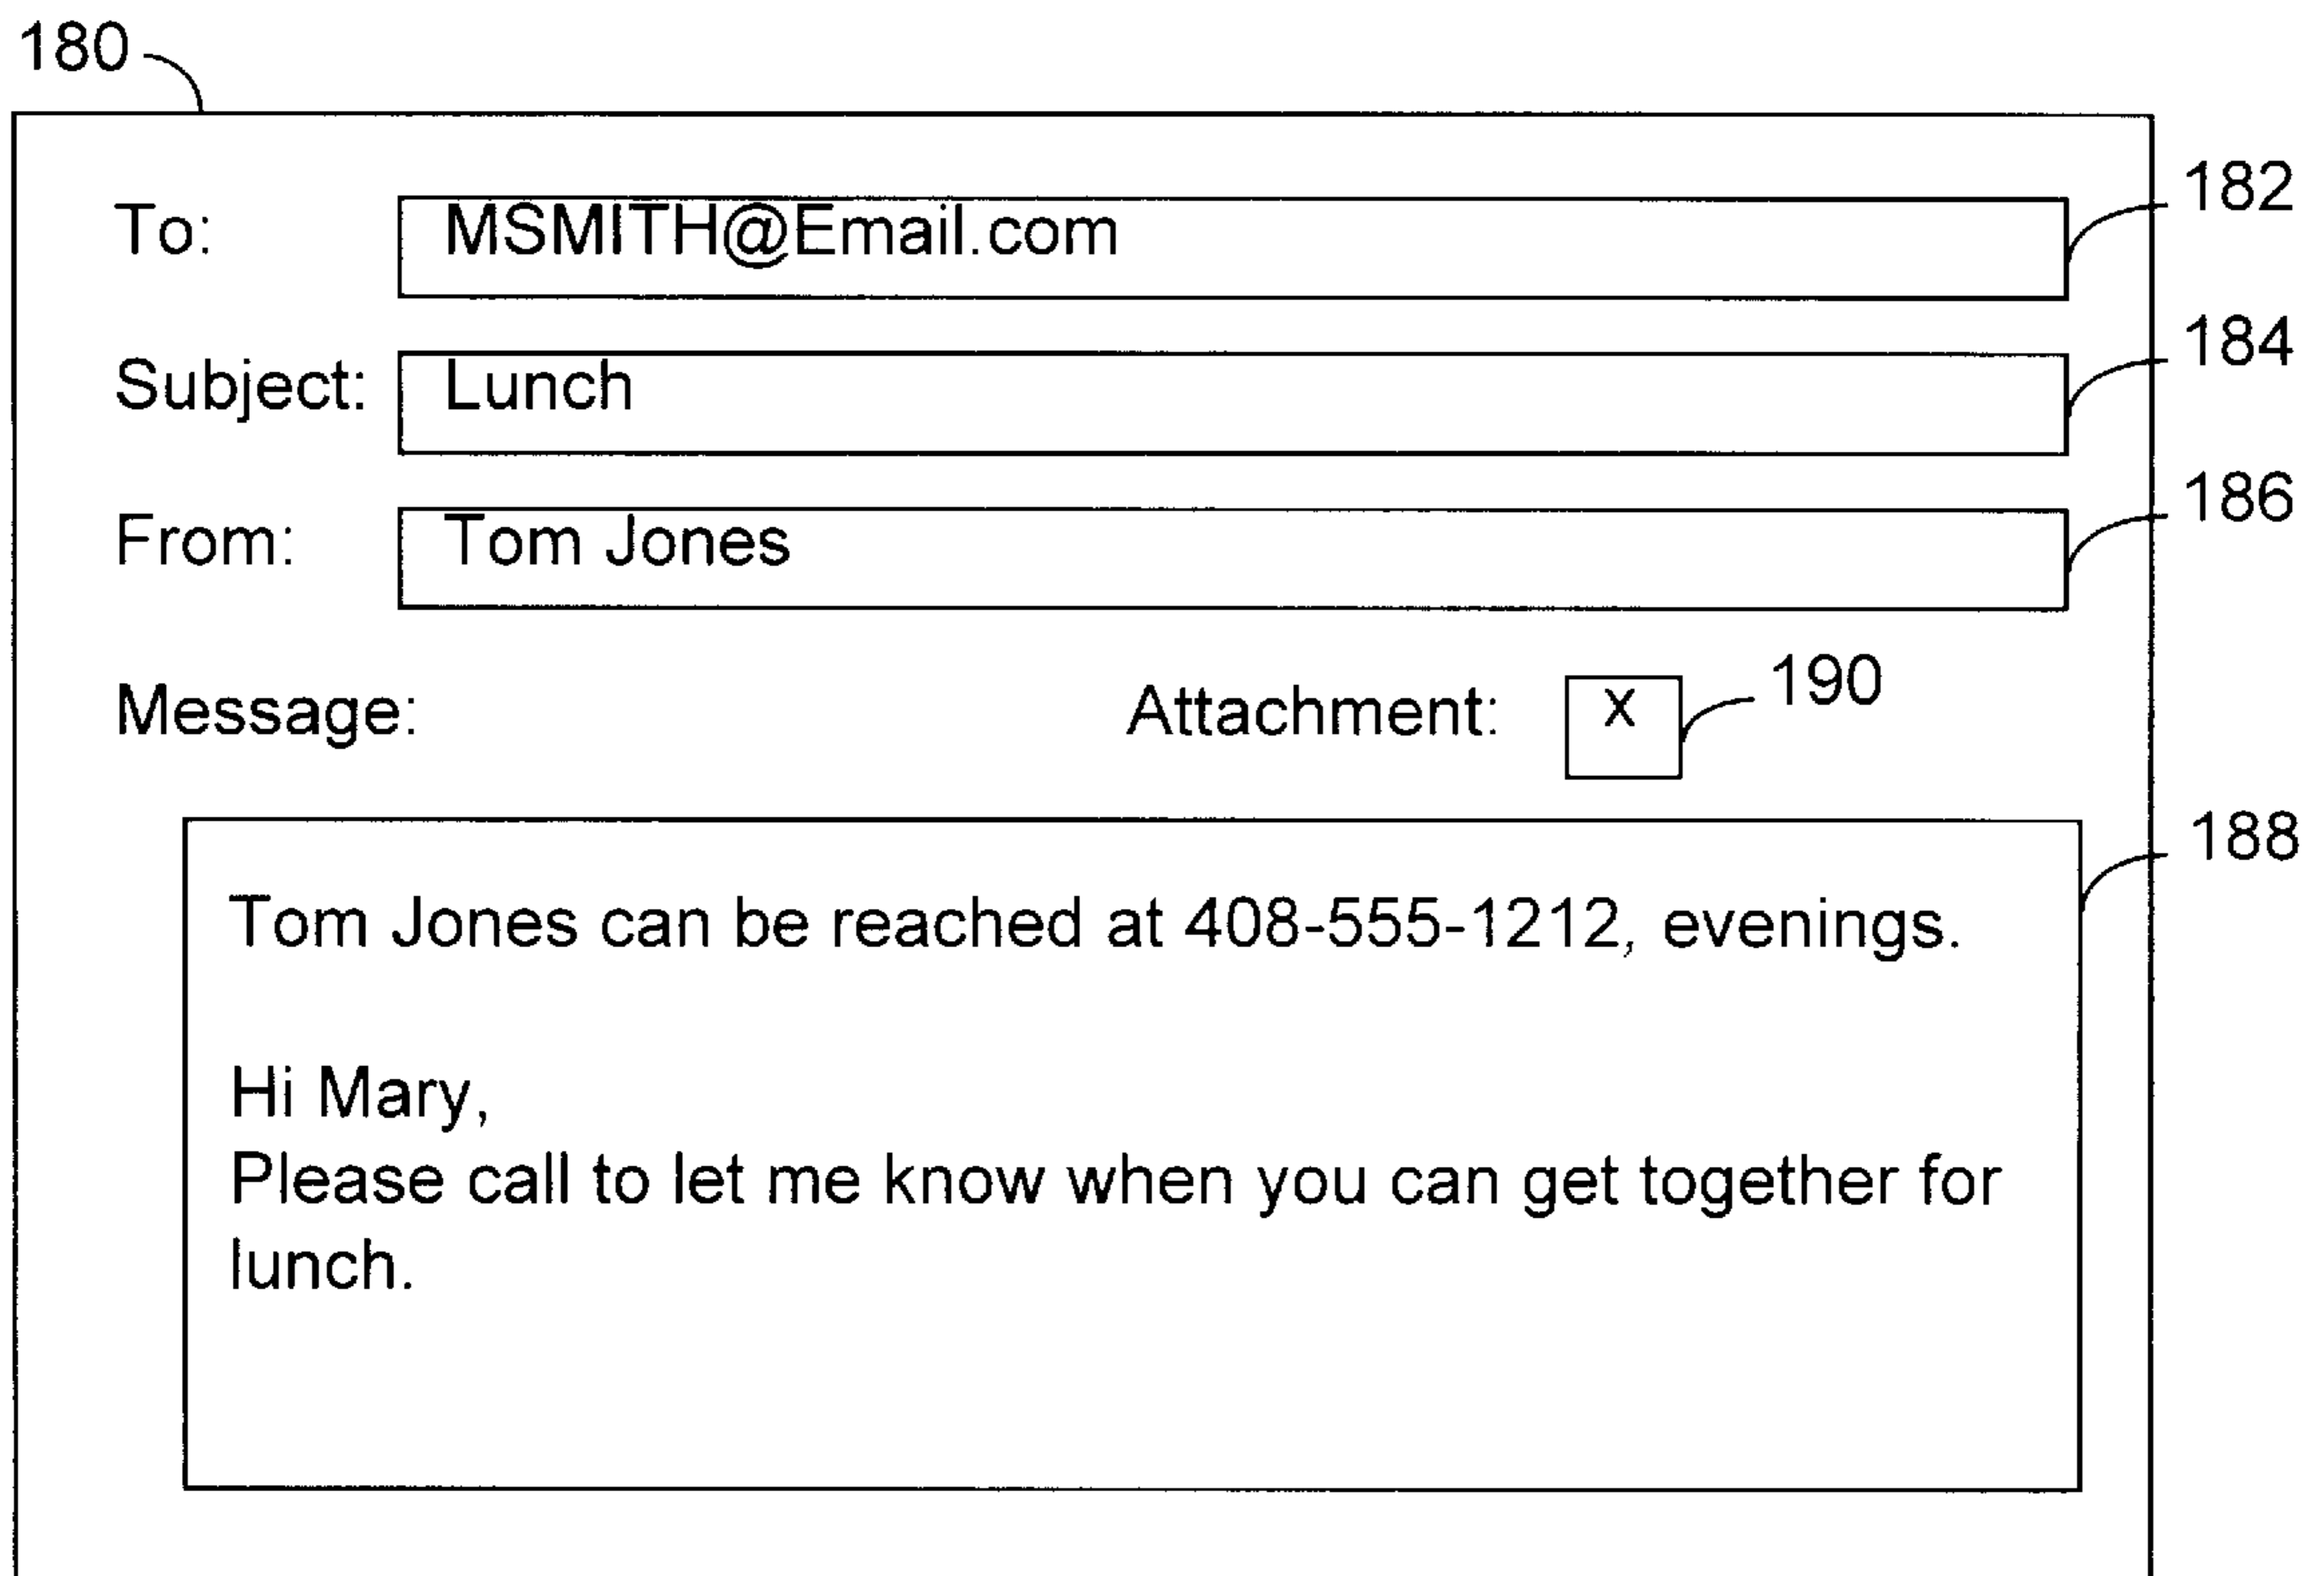 180
To: MSMITH@Email.com 182
Subject: Lunch 184
From: Tom Jones 186
Message: Attachment: X 190
188
Tom Jones can be reached at 408-555-1212, evenings.
Hi Mary,
Please call to let me know when you can get together for
lunch.